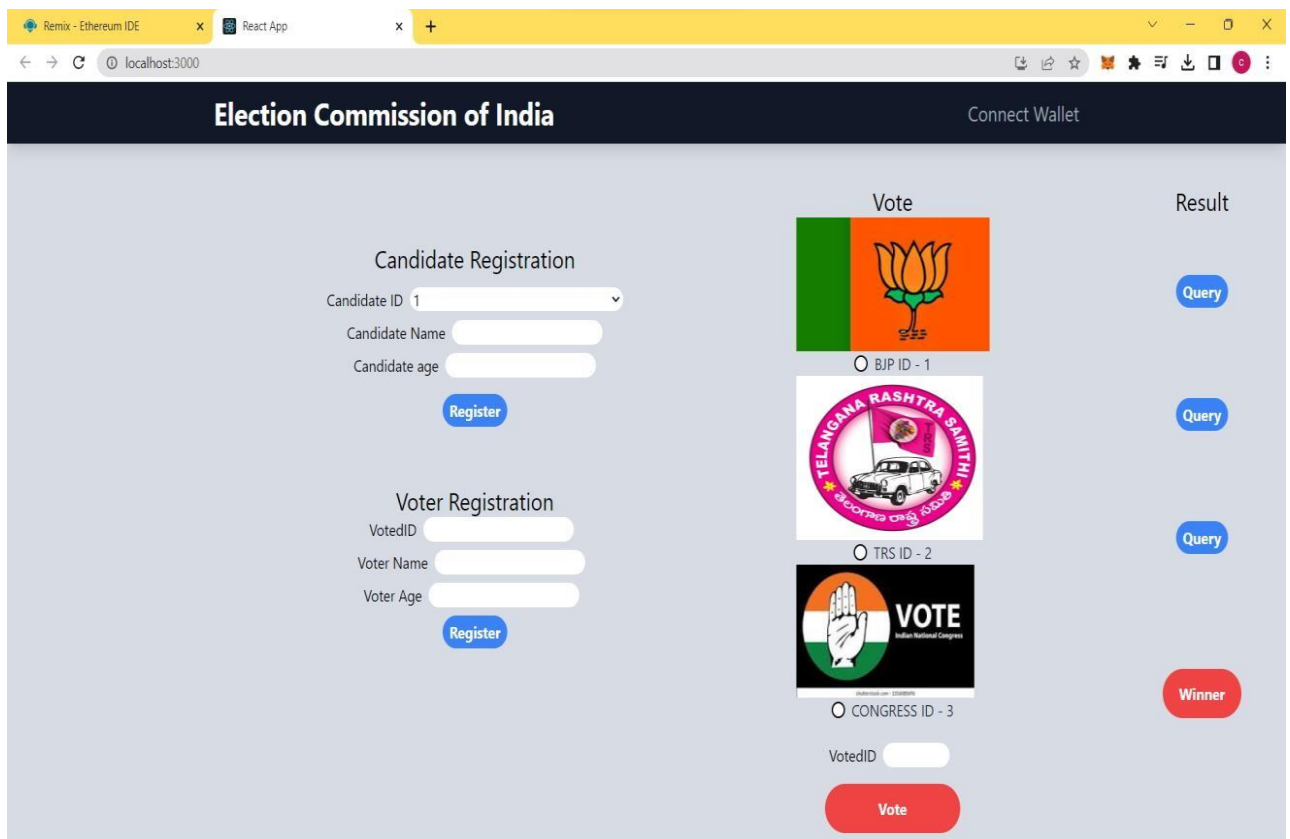 Remix - Ethereum IDE
React App
localhost:3000
C
Election Commission of India
Connect Wallet
Candidate Registration
Candidate ID 1
Candidate Name
Candidate age
Register
Voter Registration
VotedID
Voter Name
Voter Age
Register
Vote
BJP ID - 1
TELANGANA RASHTRA SAMITHI
TRS
తెలంగాణ రాష్ట్ర సమితి
TRS ID - 2
VOTE
Indian National Congress
CONGRESS ID - 3
VotedID
Vote
Result
Query
Query
Query
Winner